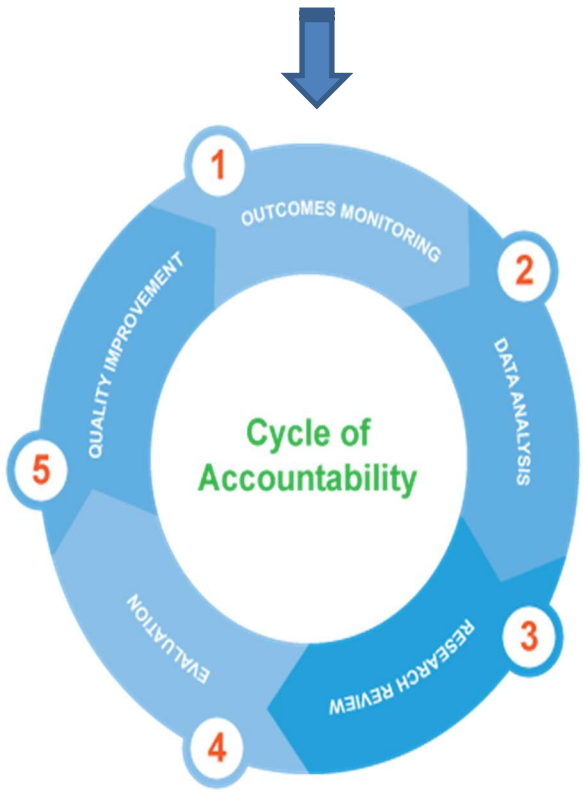 1
OUTCOMES MONITORING
2
DATA ANALYSIS
3
RESEARCH REVIEW
4
EVALUATION
5
QUALITY IMPROVEMENT
Cycle of
Accountability